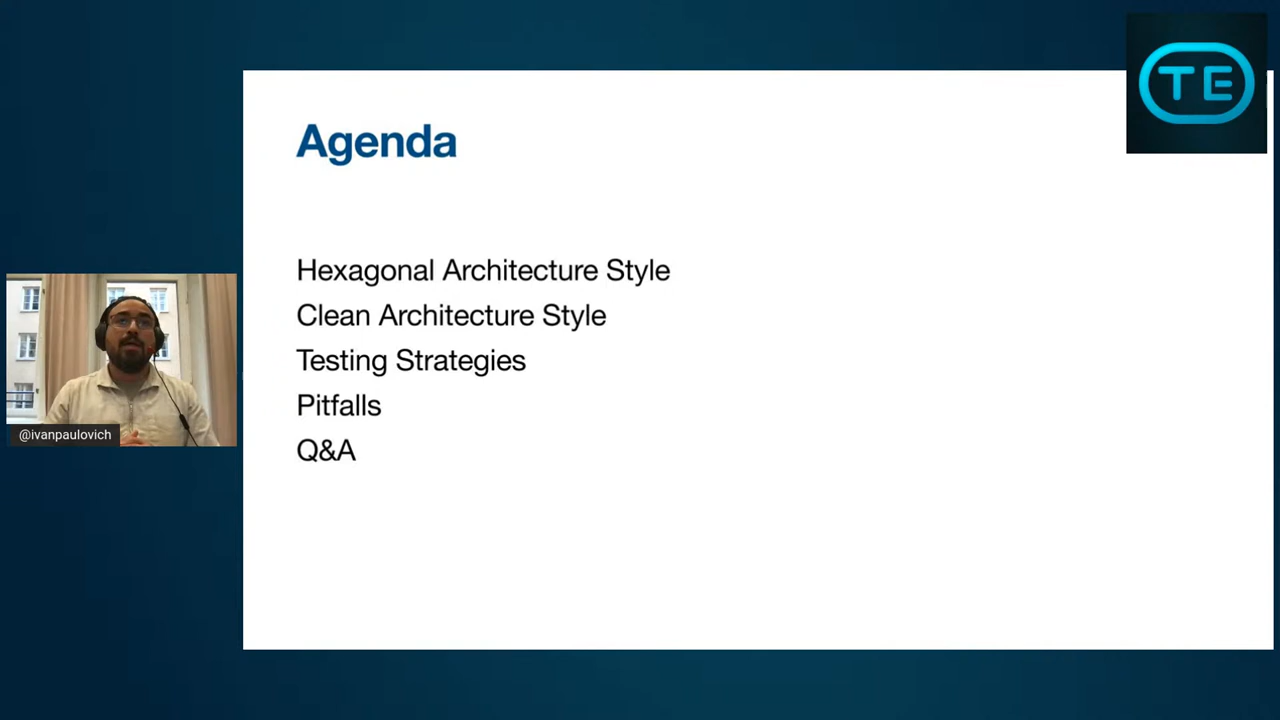 TE
Agenda
Hexagonal Architecture Style
Clean Architecture Style
Testing Strategies
Pitfalls
Q&A
@ivanpaulovich